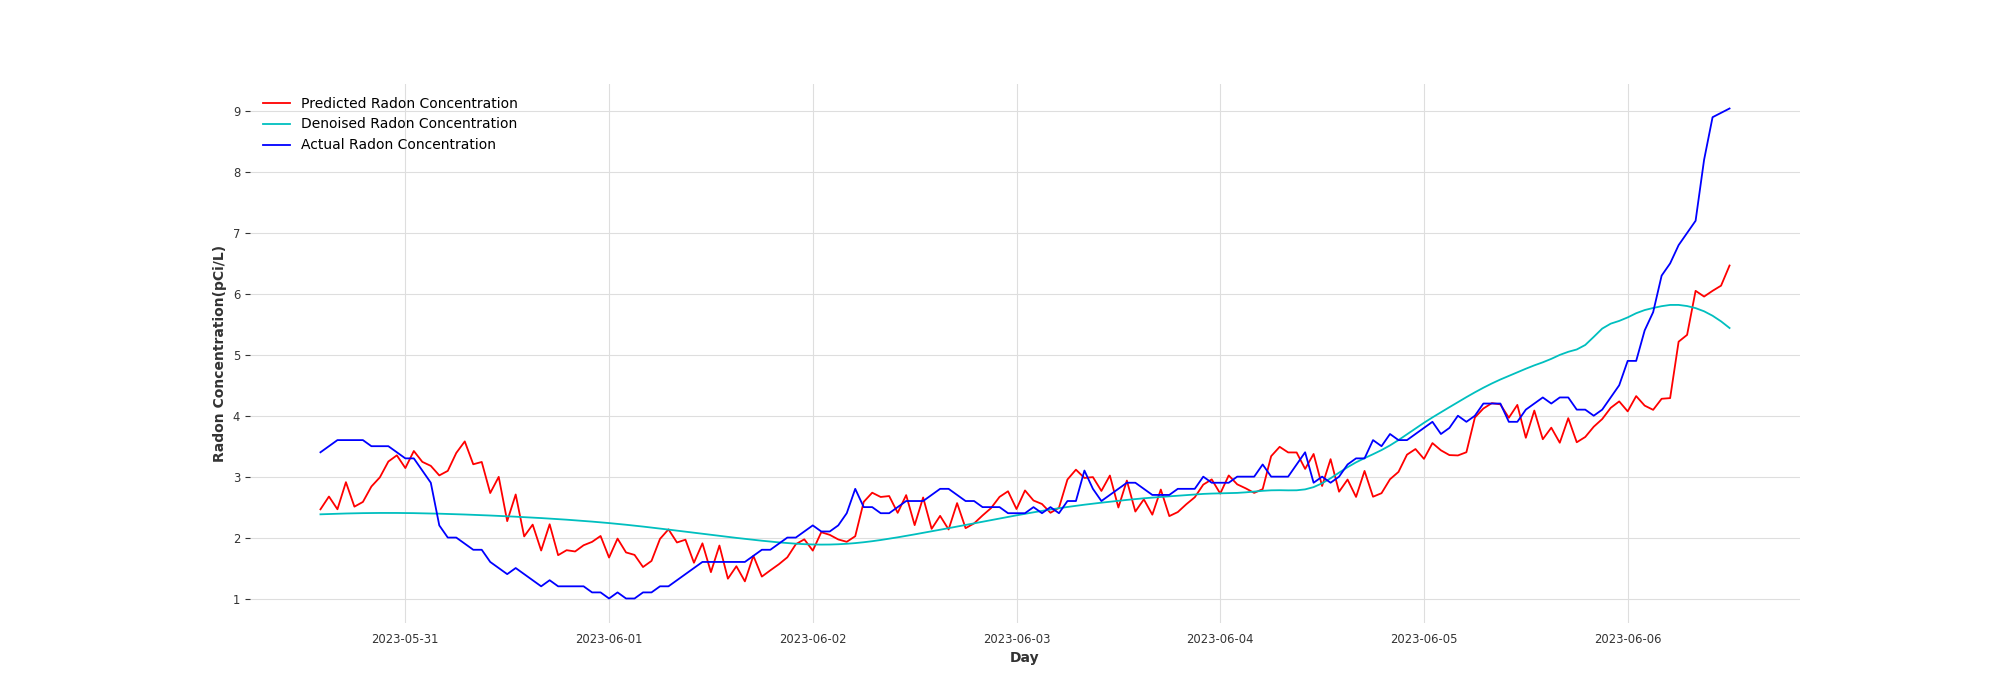 Predicted Radon Concentration
Denoised Radon Concentration
Actual Radon Concentration
Radon Concentration(pCi/L)
9
8
7
6
5
4
3
2
1
2023-05-31 2023-06-01 2023-06-02 2023-06-03 2023-06-04 2023-06-05 2023-06-06
Day